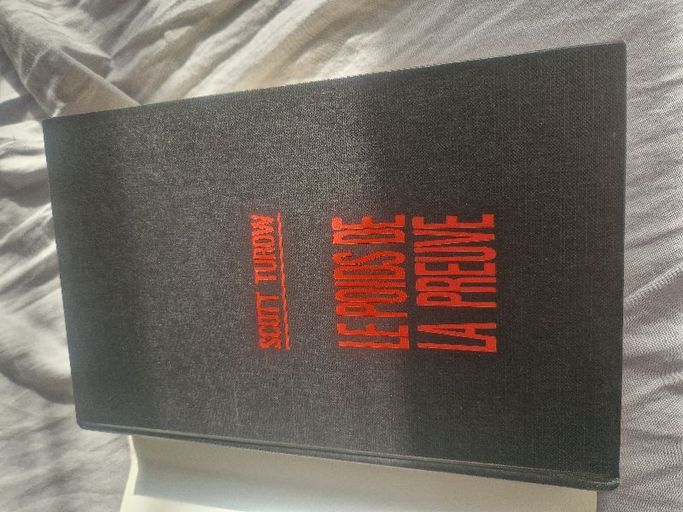 SCOTT TUROW
LE POIDS DE
LA PREUVE